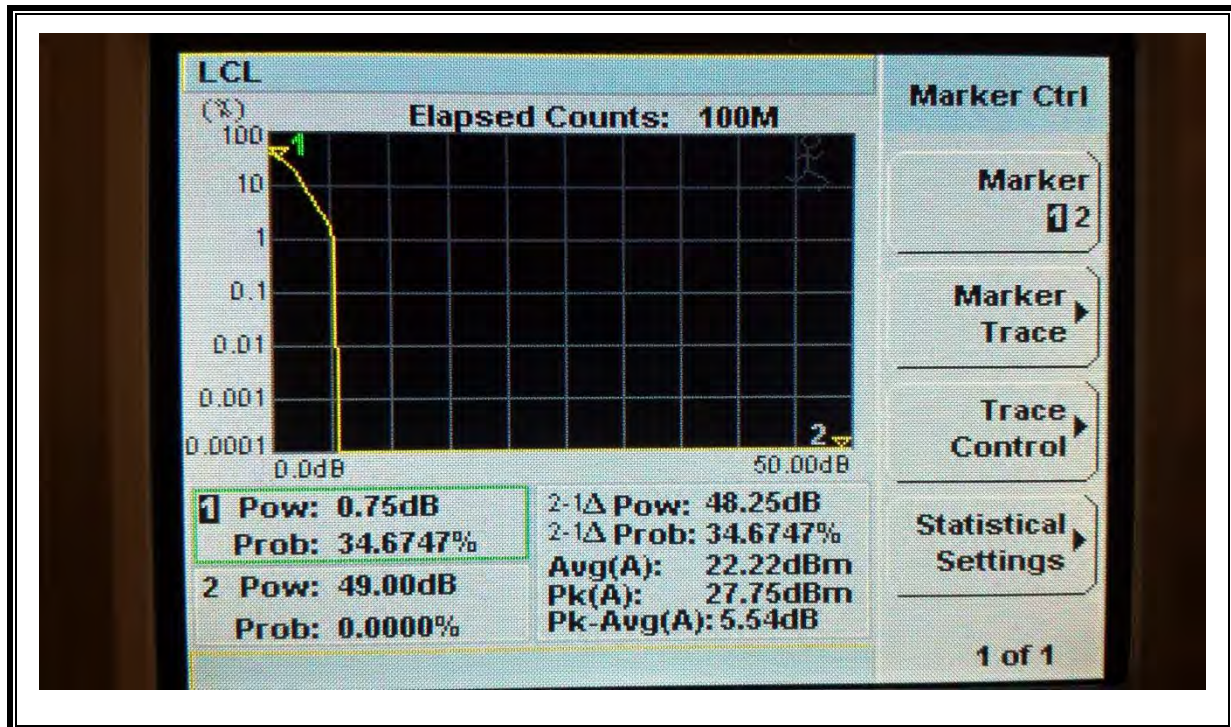 LCL
(%)
Elapsed Counts: 100M
100
1
10
1
0.1
0.01
0.001
0.0001
2
0.0dB
50.00dB
1 Pow: 0.75dB
Prob: 34.6747%
2 Pow: 49.00dB
Prob: 0.0000%
2-1Δ Pow: 48.25dB
2-1Δ Prob: 34.6747%
Avg(A): 22.22dBm
Pk(A): 27.75dBm
Pk-Avg(A): 5.54dB
Marker Ctrl
Marker
1 2
Marker
Trace
Trace
Control
Statistical
Settings
1 of 1